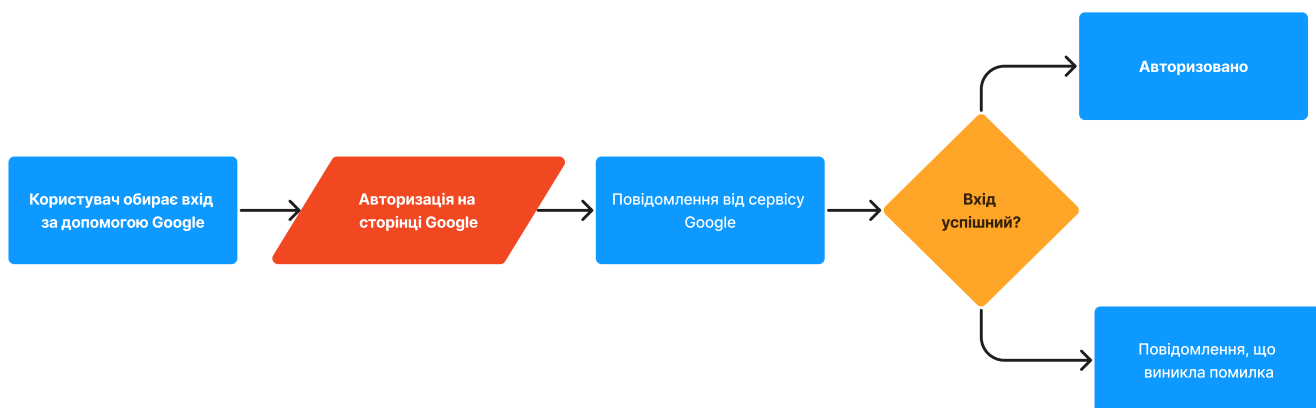 Авторизовано
Користувач обирає вхід
за допомогою Google
Авторизація на
сторінці Google
Повідомлення від сервісу
Google
Вхід
успішний?
Повідомлення, що
виникла помилка